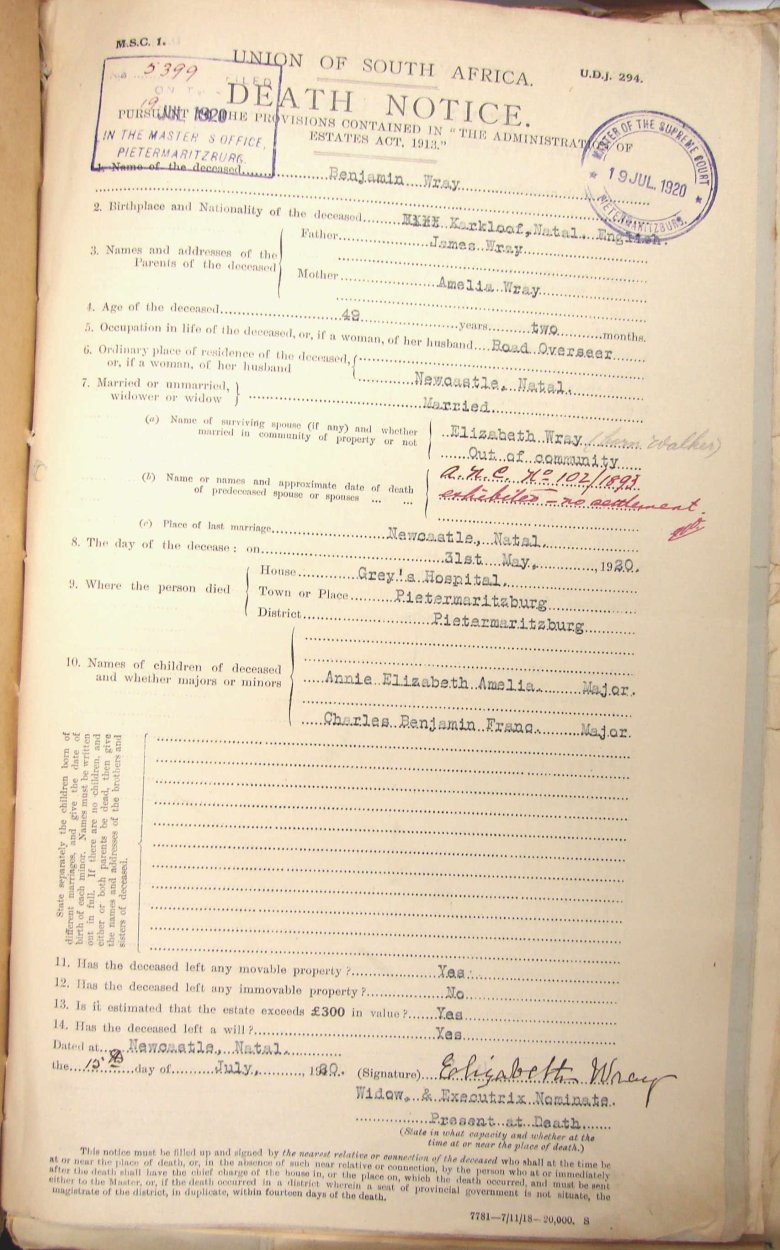 M.S.C. 1.
U.D.J. 294.
UNION OF SOUTH AFRICA.
DEATH NOTICE.
PURSUANT TO THE PROVISIONS CONTAINED IN "THE ADMINISTRATION OF
ESTATES ACT, 1913."
No 5399 FILED
ON
19 JUL 1920
IN THE MASTER'S OFFICE,
PIETERMARITZBURG.
MASTER OF THE SUPREME COURT
19 JUL. 1920
PIETERMARITZBURG.
1. Name of the deceased Benjamin Wray
2. Birthplace and Nationality of the deceased Karkloof, Natal. English.
3. Names and addresses of the Parents of the deceased
Father James Wray
Mother Amelia Wray
4. Age of the deceased 49 years two months.
5. Occupation in life of the deceased, or, if a woman, of her husband Road Overseer
6. Ordinary place of residence of the deceased,
or, if a woman, of her husband
Newcastle, Natal.
7. Married or unmarried,
widower or widow
Married.
(a) Name of surviving spouse (if any) and whether
married in community of property or not
Elizabeth Wray (born Walker)
Out of community
(b) Name or names and approximate date of death
of predeceased spouse or spouses ... ...
A.N.C. No 102/1893
exhibited - no settlement.
(c) Place of last marriage Newcastle, Natal.
8. The day of the decease: on 31st May, 1920.
9. Where the person died
House Grey's Hospital.
Town or Place Pietermaritzburg
District Pietermaritzburg
10. Names of children of deceased
and whether majors or minors
Annie Elizabeth Amelia. Major.
Charles Benjamin Franc. Major.
State separately the children born of
different marriages, and give the date of
birth of each minor. Names must be written
out in full. If there are no children, and
either or both parents be dead, then give
the names and addresses of the brothers and
sisters of deceased.
11. Has the deceased left any movable property? Yes.
12. Has the deceased left any immovable property? No
13. Is it estimated that the estate exceeds £300 in value? Yes
14. Has the deceased left a will? Yes
Dated at Newcastle, Natal.
the 15th day of July, 1920.
(Signature) Elizabeth Wray
Widow, & Executrix Nominate.
Present at Death
(State in what capacity and whether at the
time at or near the place of death.)
This notice must be filled up and signed by the nearest relative or connection of the deceased who shall at the time be
at or near the place of death, or, in the absence of such near relative or connection, by the person who at or immediately
after the death shall have the chief charge of the house in, or the place on, which the death occurred, and must be sent
either to the Master, or, if the death occurred in a district wherein a seat of provincial government is not situate, the
magistrate of the district, in duplicate, within fourteen days of the death.
7781—7/11/18—20,000. S